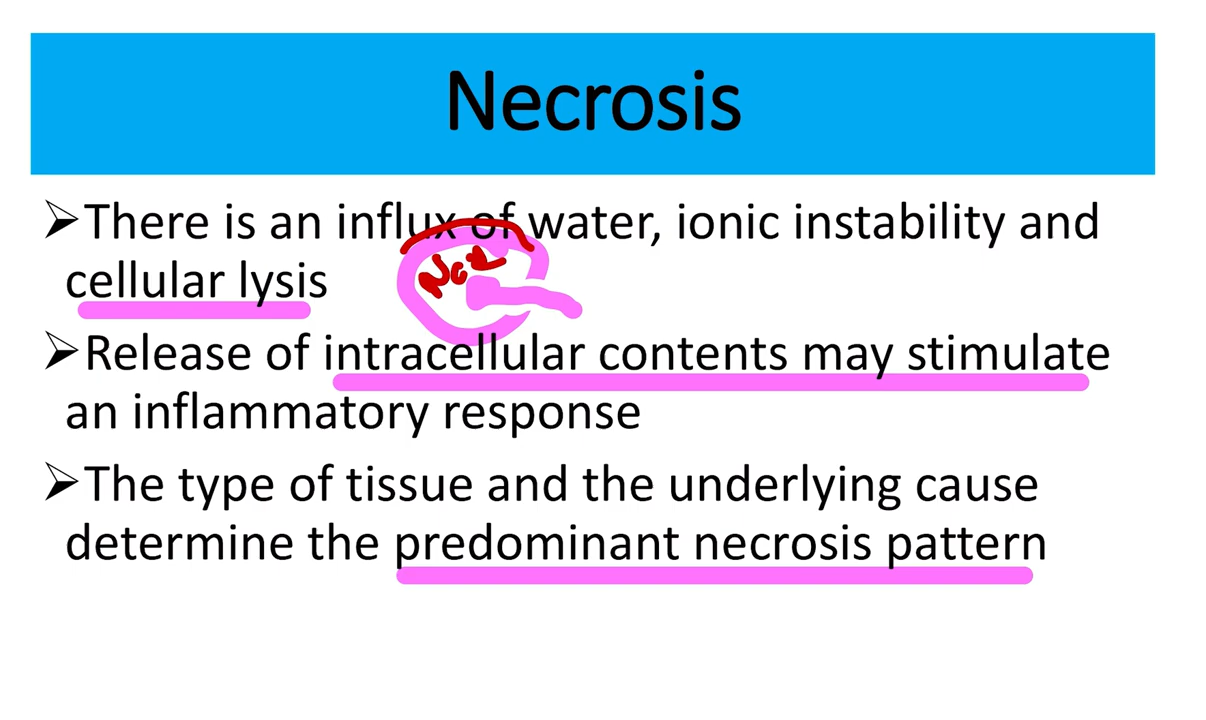 Necrosis
➢There is an influx of water, ionic instability and
cellular lysis
➢Release of intracellular contents may stimulate
an inflammatory response
➢The type of tissue and the underlying cause
determine the predominant necrosis pattern